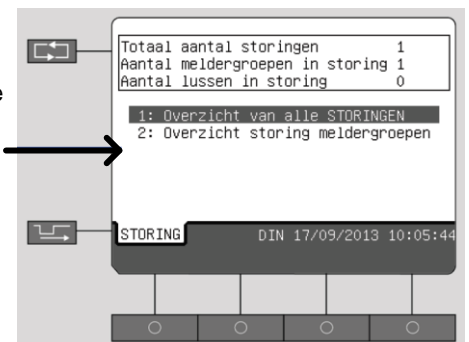 Totaal aantal storingen 1
Aantal meldergroepen in storing 1
Aantal lussen in storing 0
e
1: Overzicht van alle STORINGEN
2: Overzicht storing meldergroepen
STORING DIN 17/09/2013 10:05:44